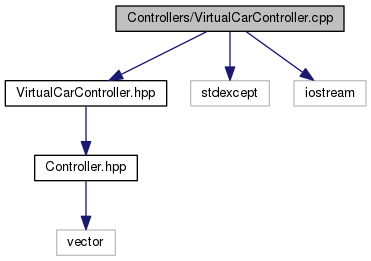 Controllers/VirtualCarController.cpp
VirtualCarController.hpp
stdexcept
iostream
Controller.hpp
vector